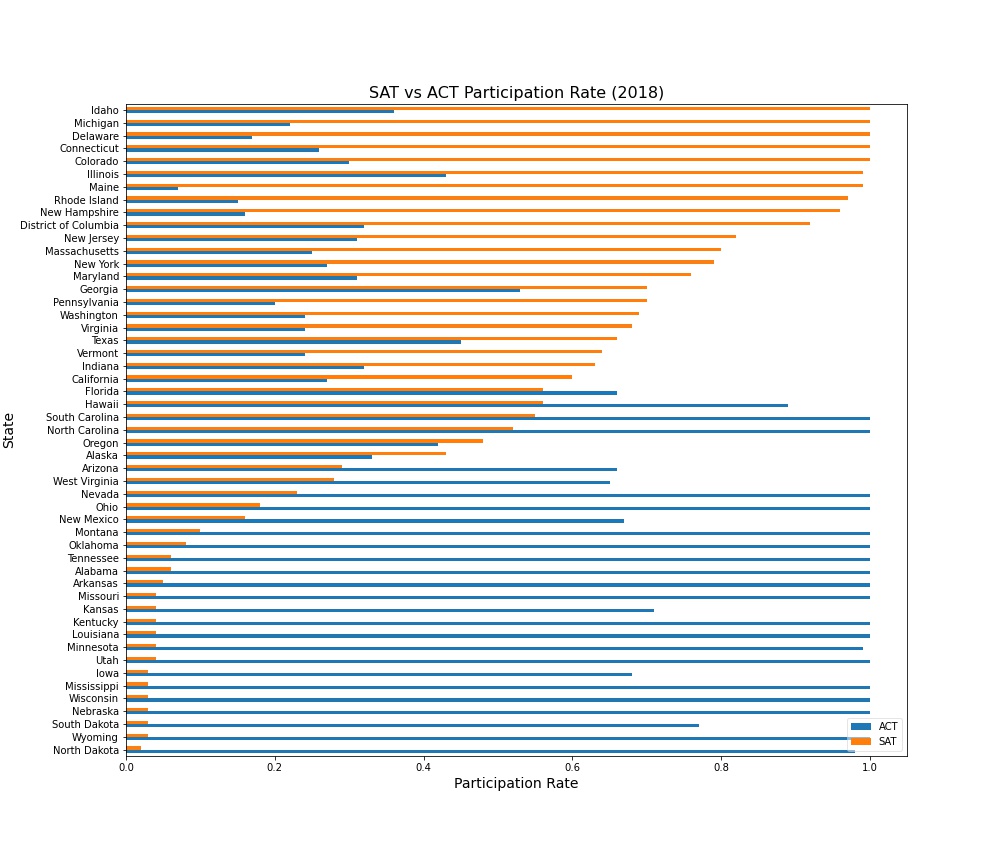 SAT vs ACT Participation Rate (2018)
Idaho
Michigan
Delaware
Connecticut
Colorado
Illinois
Maine
Rhode Island
New Hampshire
District of Columbia
New Jersey
Massachusetts
New York
Maryland
Georgia
Pennsylvania
Washington
Virginia
Texas
Vermont
Indiana
California
Florida
Hawaii
South Carolina
North Carolina
Oregon
Alaska
Arizona
West Virginia
Nevada
Ohio
New Mexico
Montana
Oklahoma
Tennessee
Alabama
Arkansas
Missouri
Kansas
Kentucky
Louisiana
Minnesota
Utah
Iowa
Mississippi
Wisconsin
Nebraska
South Dakota
Wyoming
North Dakota
State
ACT
SAT
0.0 0.2 0.4 0.6 0.8 1.0
Participation Rate